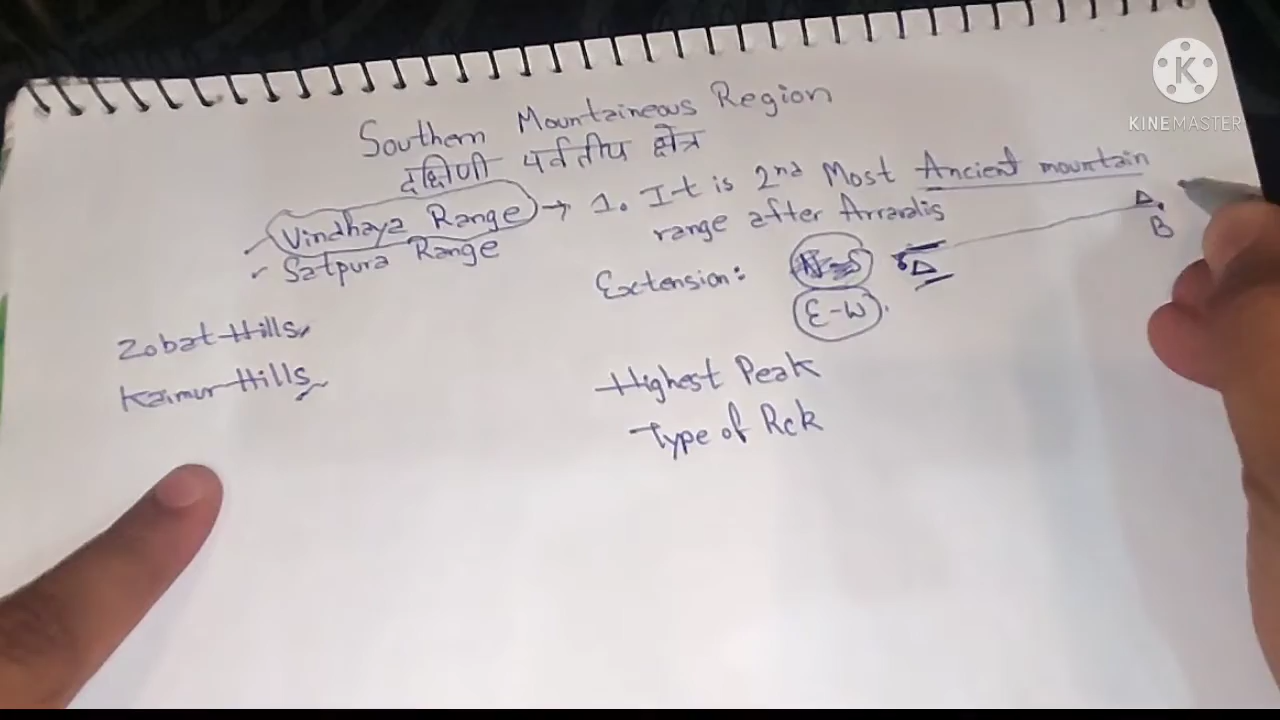 Southern Mountaineous Region
दक्षिणी पर्वतीय क्षेत्र
Vindhaya Range → 1. It is 2nd Most Ancient mountain
range after Arravalis
Satpura Range
Extension: N-S
E-W
B
Zobat Hills
Kaimur Hills
Highest Peak
Type of Rck
K
KINEMASTER